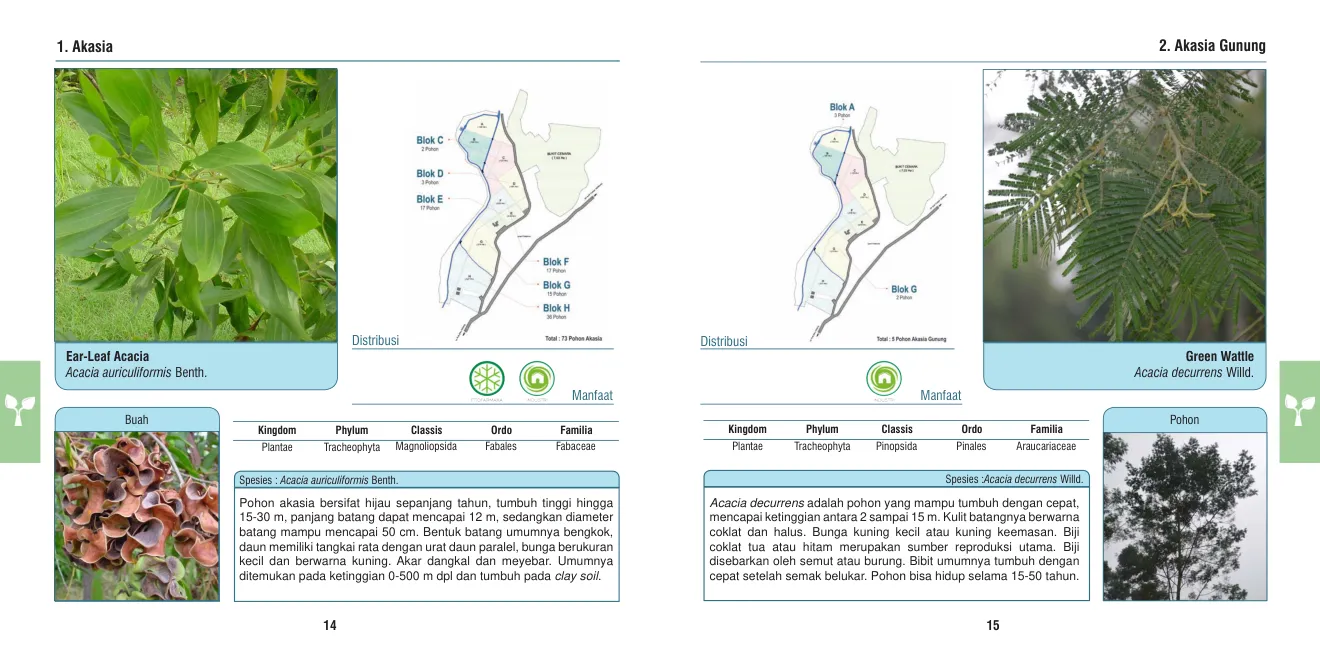 1. Akasia
Blok C
2 Pohon
Blok D
3 Pohon
Blok E
17 Pohon
BUKIT CEMARA
Blok F
17 Pohon
Blok G
15 Pohon
Blok H
Total : 73 Pohon Akasia
Distribusi
Ear-Leaf Acacia
Acacia auriculiformis Benth.
Manfaat
INDUSTRI
Buah
Kingdom Phylum Classis Ordo Familia
Plantae Tracheophyta Magnoliopsida Fabales Fabaceae
Spesies : Acacia auriculiformis Benth.
Pohon akasia bersifat hijau sepanjang tahun, tumbuh tinggi hingga
15-30 m, panjang batang dapat mencapai 12 m, sedangkan diameter
batang mampu mencapai 50 cm. Bentuk batang umumnya bengkok,
daun memiliki tangkai rata dengan urat daun paralel, bunga berukuran
kecil dan berwarna kuning. Akar dangkal dan meyebar. Umumnya
ditemukan pada ketinggian 0-500 m dpl dan tumbuh pada clay soil.
14
2. Akasia Gunung
Blok A
3 Pohon
BUKIT CEMARA
Blok G
2 Pohon
Total : 5 Pohon Akasia Gunung
Distribusi
Green Wattle
Acacia decurrens Willd.
INDUSTRI
Manfaat
Pohon
Kingdom Phylum Classis Ordo Familia
Plantae Tracheophyta Pinopsida Pinales Araucariaceae
Spesies :Acacia decurrens Willd.
Acacia decurrens adalah pohon yang mampu tumbuh dengan cepat,
mencapai ketinggian antara 2 sampai 15 m. Kulit batangnya berwarna
coklat dan halus. Bunga kuning kecil atau kuning keemasan. Biji
coklat tua atau hitam merupakan sumber reproduksi utama. Biji
disebarkan oleh semut atau burung. Bibit umumnya tumbuh dengan
cepat setelah semak belukar. Pohon bisa hidup selama 15-50 tahun.
15